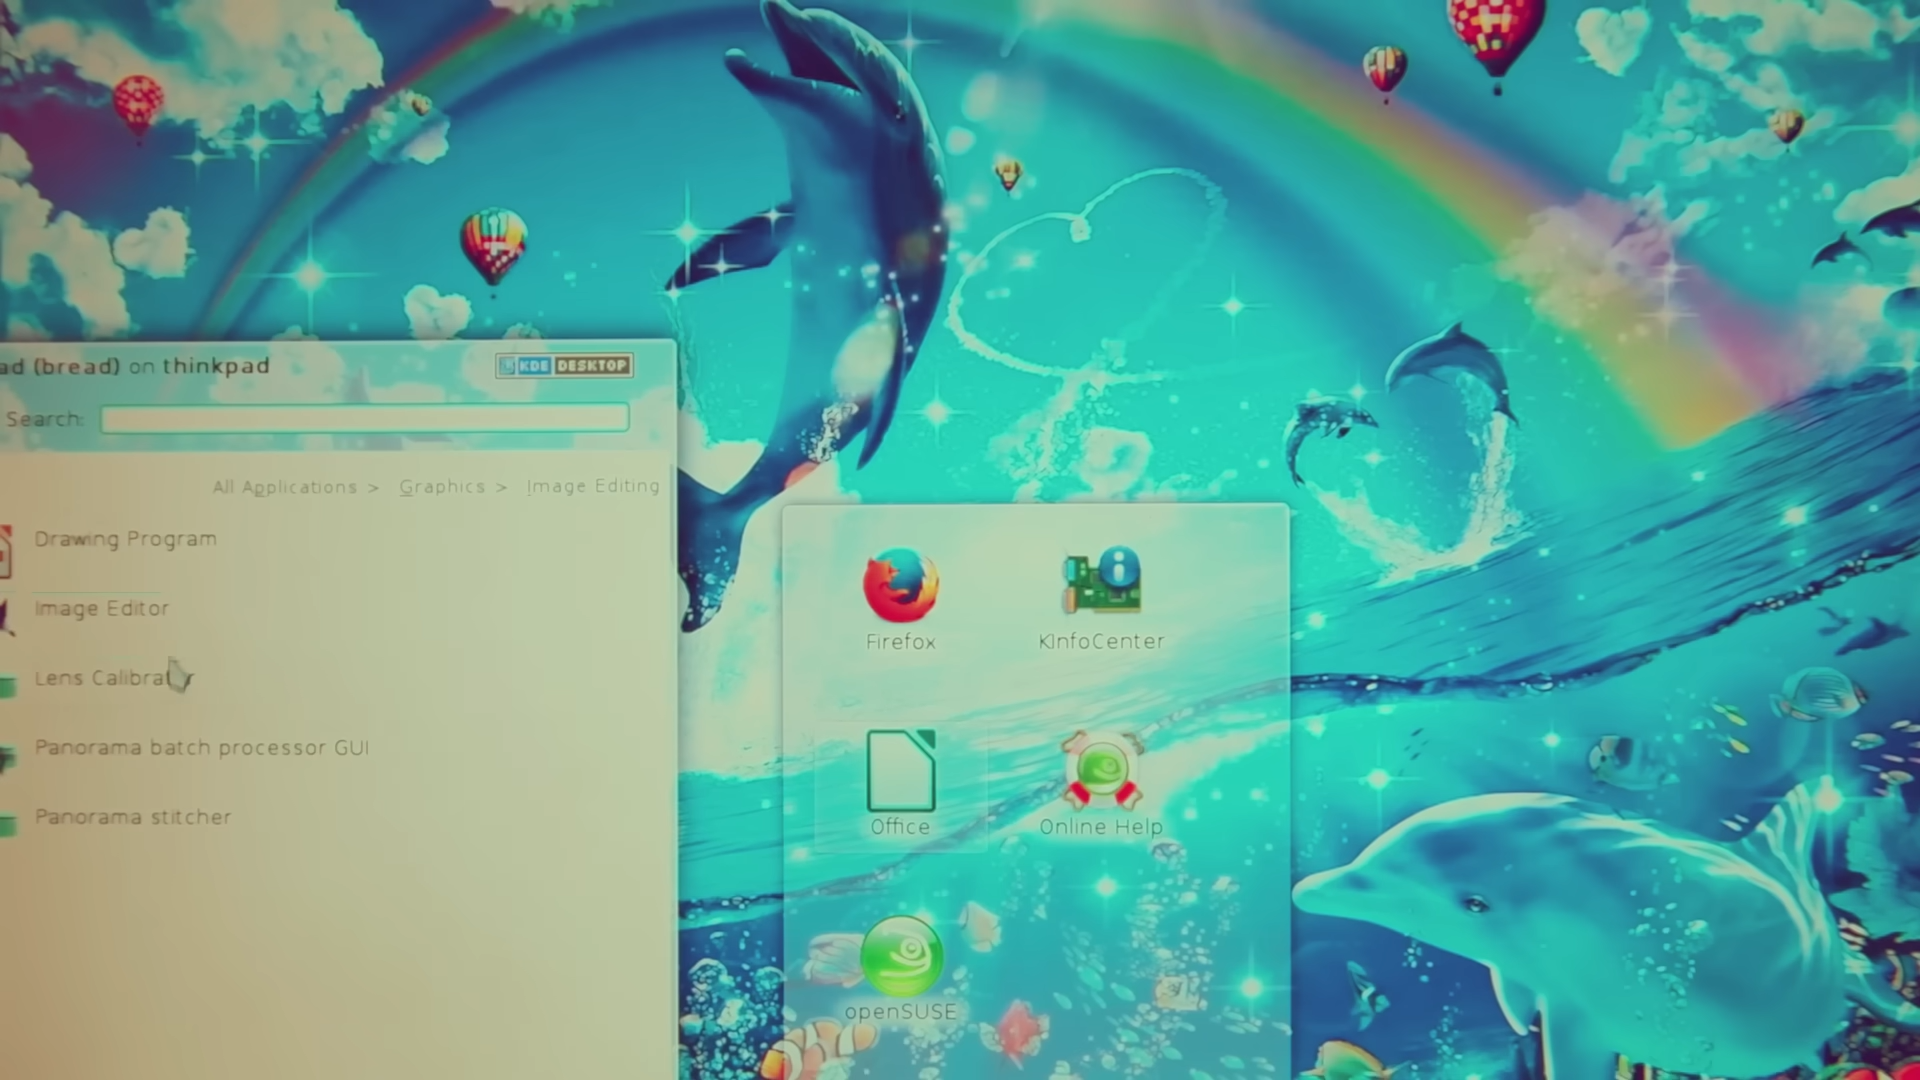 ad (bread) on thinkpad
KDE DESKTOP
Search:
All Applications > Graphics > Image Editing
Drawing Program
Image Editor
Lens Calibrator
Panorama batch processor GUI
Panorama stitcher
Firefox
KInfoCenter
Office
Online Help
openSUSE